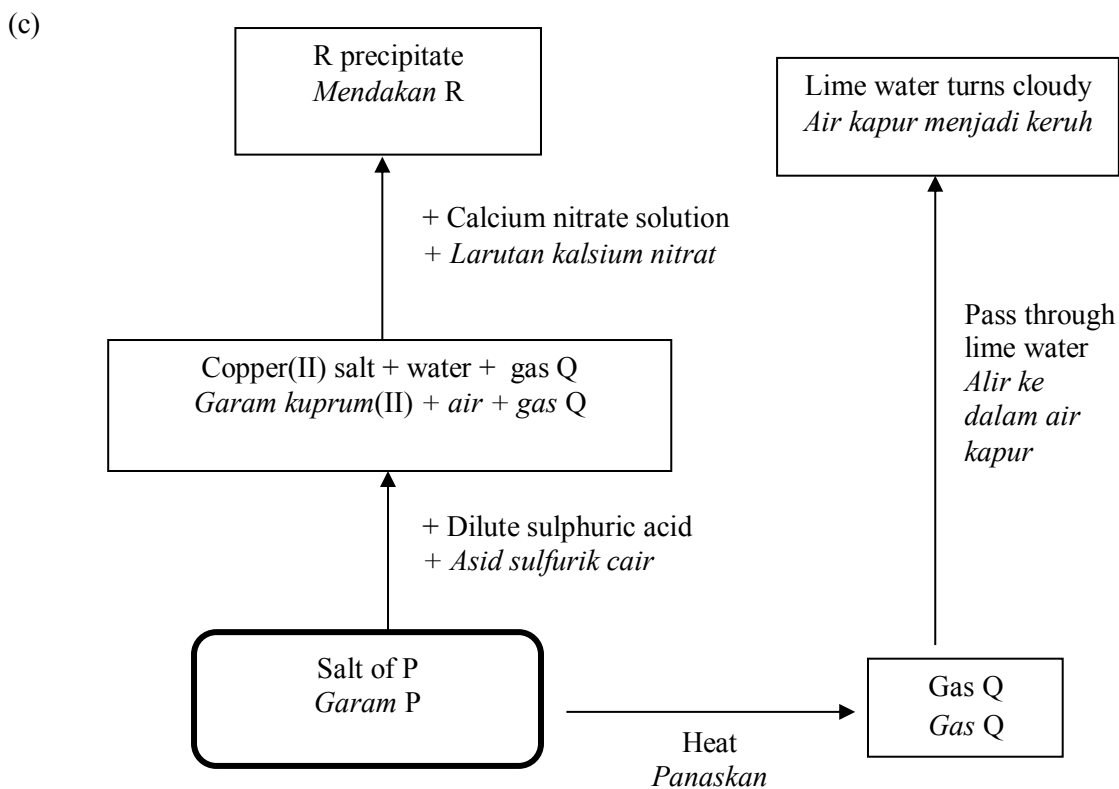 (c)
R precipitate
Mendakan R
Lime water turns cloudy
Air kapur menjadi keruh
+ Calcium nitrate solution
+ Larutan kalsium nitrat
Pass through
lime water
Alir ke
dalam air
kapur
Copper(II) salt + water + gas Q
Garam kuprum(II) + air + gas Q
+ Dilute sulphuric acid
+ Asid sulfurik cair
Salt of P
Garam P
Gas Q
Gas Q
Heat
Panaskan